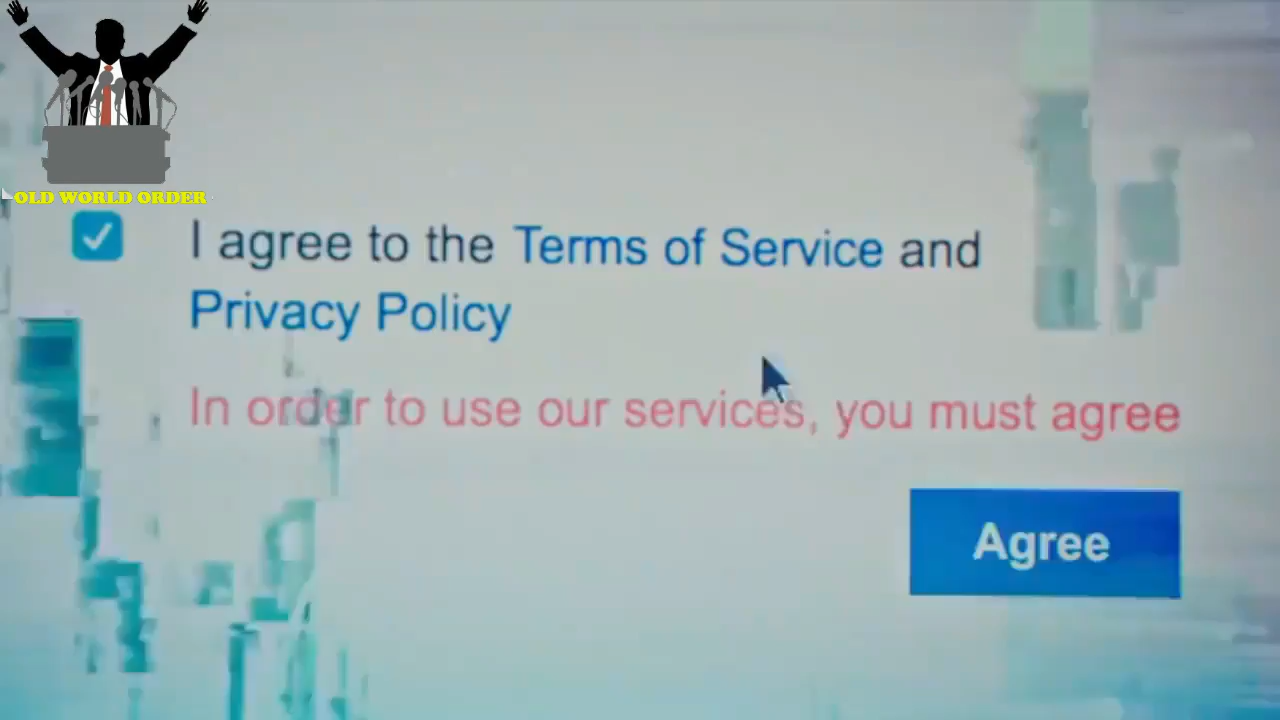 OLD WORLD ORDER
I agree to the Terms of Service and
Privacy Policy
In order to use our services, you must agree
Agree